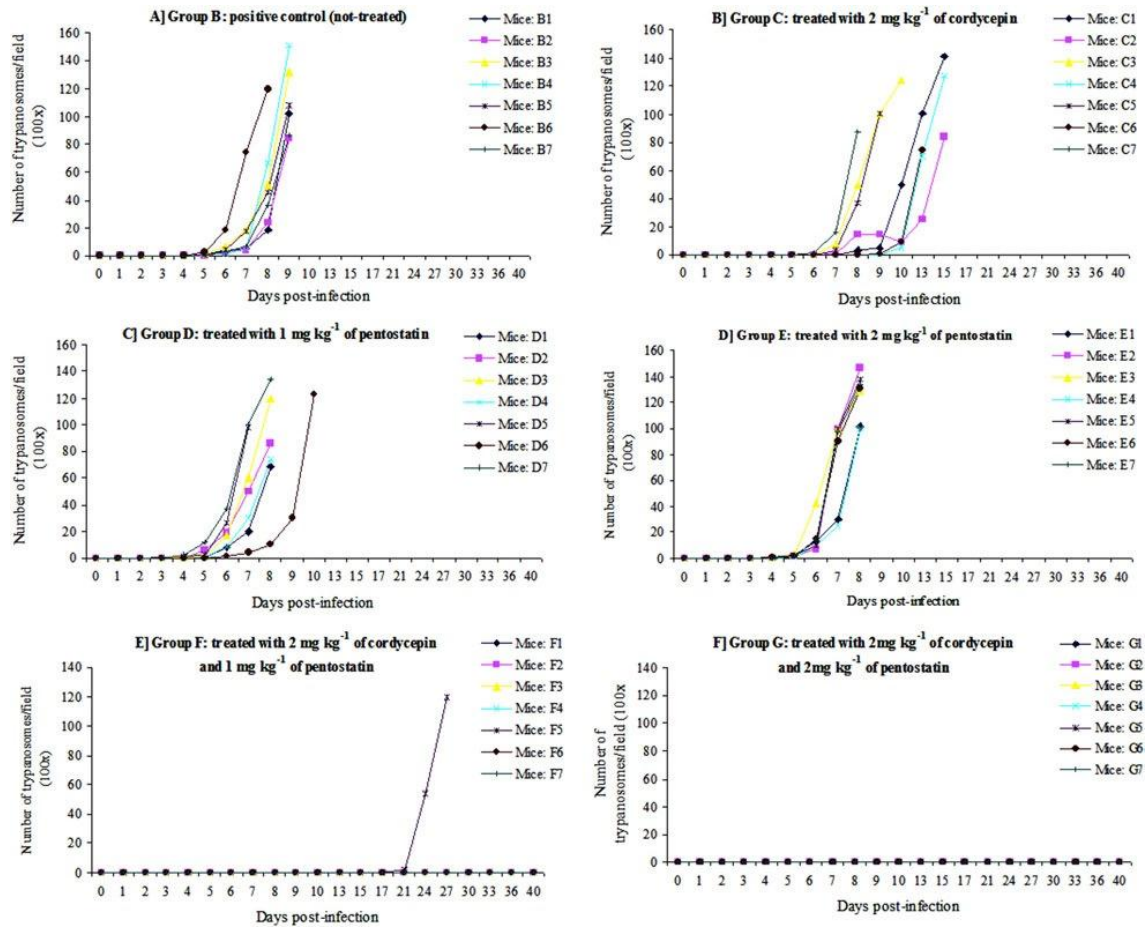 A] Group B: positive control (not-treated)
Number of trypanosomes/field
(100x)
160
140
120
100
80
60
40
20
0
0 1 2 3 4 5 6 7 8 9 10 13 15 17 21 24 27 30 33 36 40
Days post-infection
Mice: B1
Mice: B2
Mice: B3
Mice: B4
Mice: B5
Mice: B6
Mice: B7
B] Group C: treated with 2 mg kg⁻¹ of cordycepin
Number of trypanosomes/field
(100x)
160
140
120
100
80
60
40
20
0
0 1 2 3 4 5 6 7 8 9 10 13 15 17 21 24 27 30 33 36 40
Days post-infection
Mice: C1
Mice: C2
Mice: C3
Mice: C4
Mice: C5
Mice: C6
Mice: C7
C] Group D: treated with 1 mg kg⁻¹ of pentostatin
Number of trypanosomes/field
(100x)
160
140
120
100
80
60
40
20
0
0 1 2 3 4 5 6 7 8 9 10 13 15 17 21 24 27 30 33 36 40
Days post-infection
Mice: D1
Mice: D2
Mice: D3
Mice: D4
Mice: D5
Mice: D6
Mice: D7
D] Group E: treated with 2 mg kg⁻¹ of pentostatin
Number of trypanosomes/field
(100x)
160
140
120
100
80
60
40
20
0
0 1 2 3 4 5 6 7 8 9 10 13 15 17 21 24 27 30 33 36 40
Days post-infection
Mice: E1
Mice: E2
Mice: E3
Mice: E4
Mice: E5
Mice: E6
Mice: E7
E] Group F: treated with 2 mg kg⁻¹ of cordycepin
and 1 mg kg⁻¹ of pentostatin
Number of trypanosomes/field
(100x)
140
120
100
80
60
40
20
0
0 1 2 3 4 5 6 7 8 9 10 13 15 17 21 24 27 30 33 36 40
Days post-infection
Mice: F1
Mice: F2
Mice: F3
Mice: F4
Mice: F5
Mice: F6
Mice: F7
F] Group G: treated with 2mg kg⁻¹ of cordycepin
and 2mg kg⁻¹ of pentostatin
Number of
trypanosomes/field (100x
140
120
100
80
60
40
20
0
0 1 2 3 4 5 6 7 8 9 10 13 15 17 21 24 27 30 33 36 40
Days post-infection
Mice: G1
Mice: G2
Mice: G3
Mice: G4
Mice: G5
Mice: G6
Mice: G7